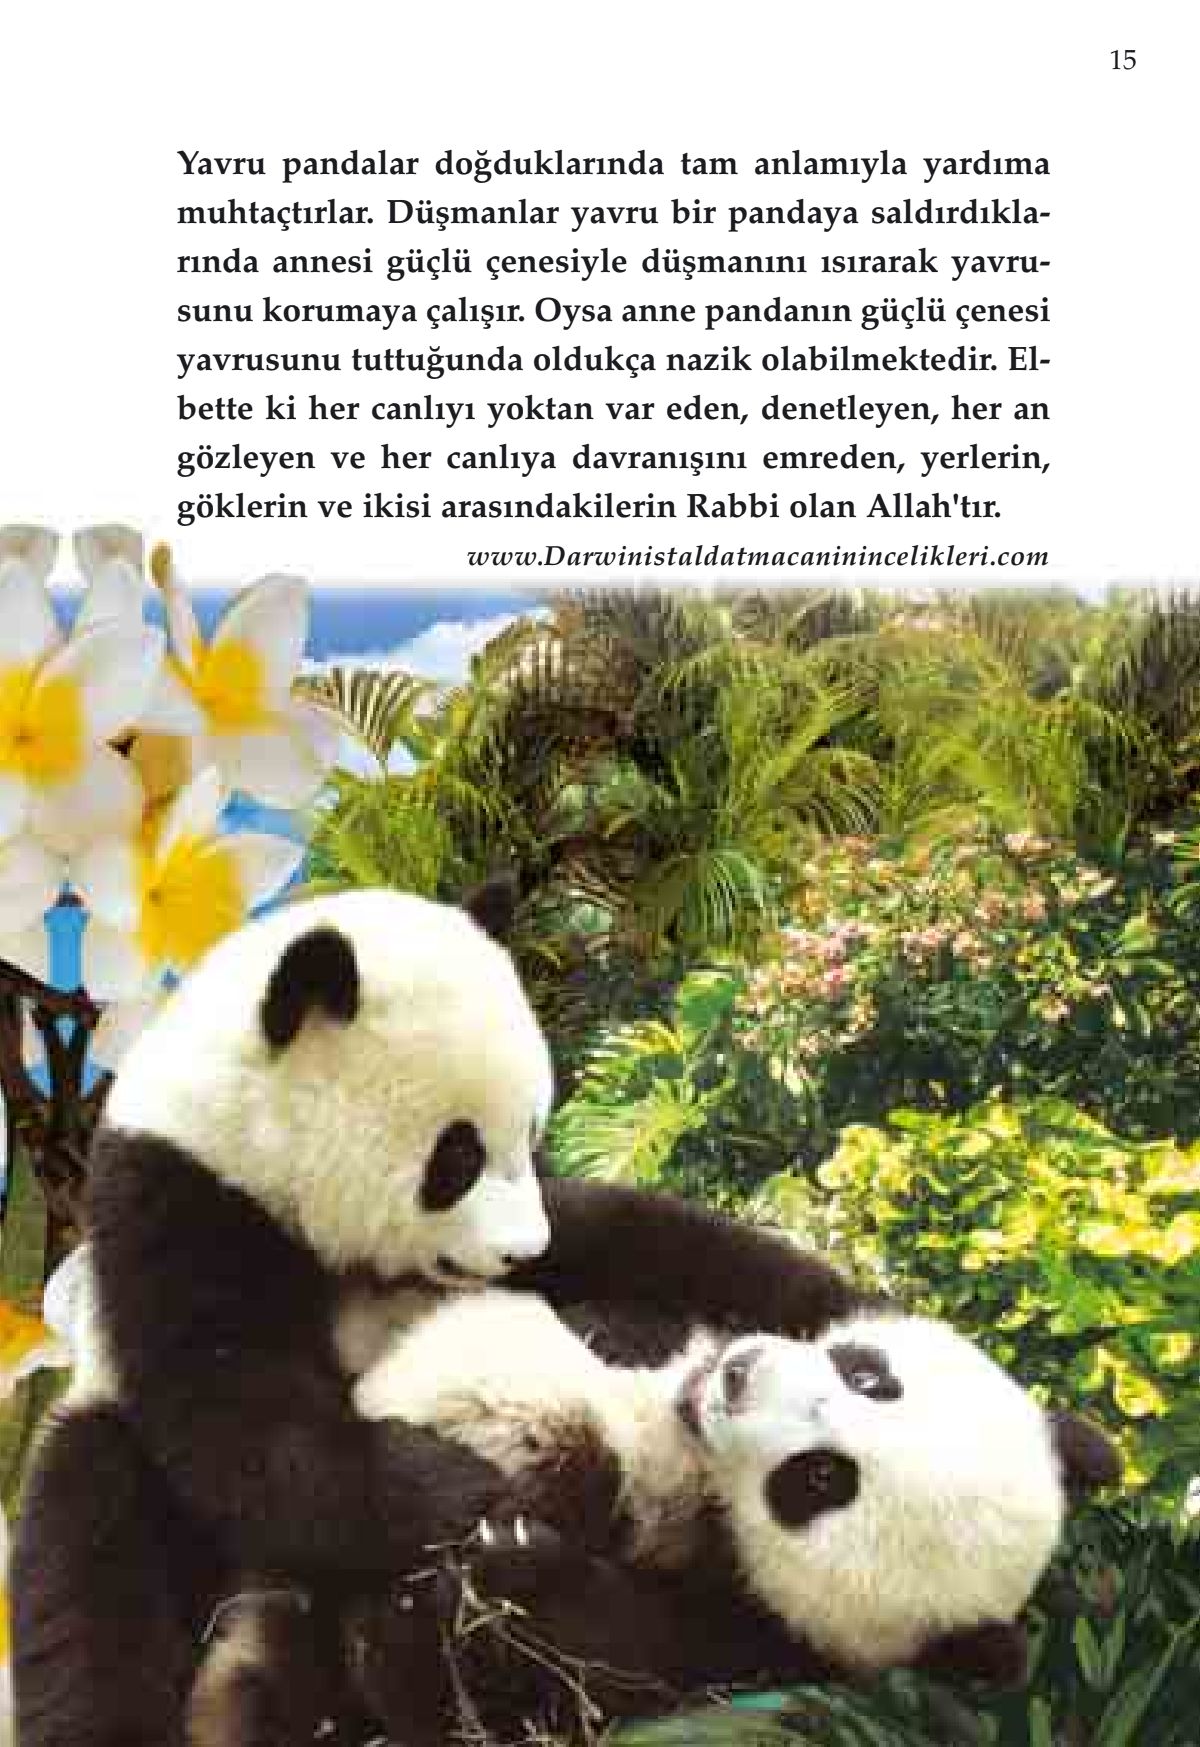 15
Yavru pandalar doğduklarında tam anlamıyla yardıma
muhtaçtırlar. Düşmanlar yavru bir pandaya saldırdıkla-
rında annesi güçlü çenesiyle düşmanını ısırarak yavru-
sunu korumaya çalışır. Oysa anne pandanın güçlü çenesi
yavrusunu tuttuğunda oldukça nazik olabilmektedir. El-
bette ki her canlıyı yoktan var eden, denetleyen, her an
gözleyen ve her canlıya davranışını emreden, yerlerin,
göklerin ve ikisi arasındakilerin Rabbi olan Allah'tır.
www.Darwinistaldatmacaninincelikleri.com